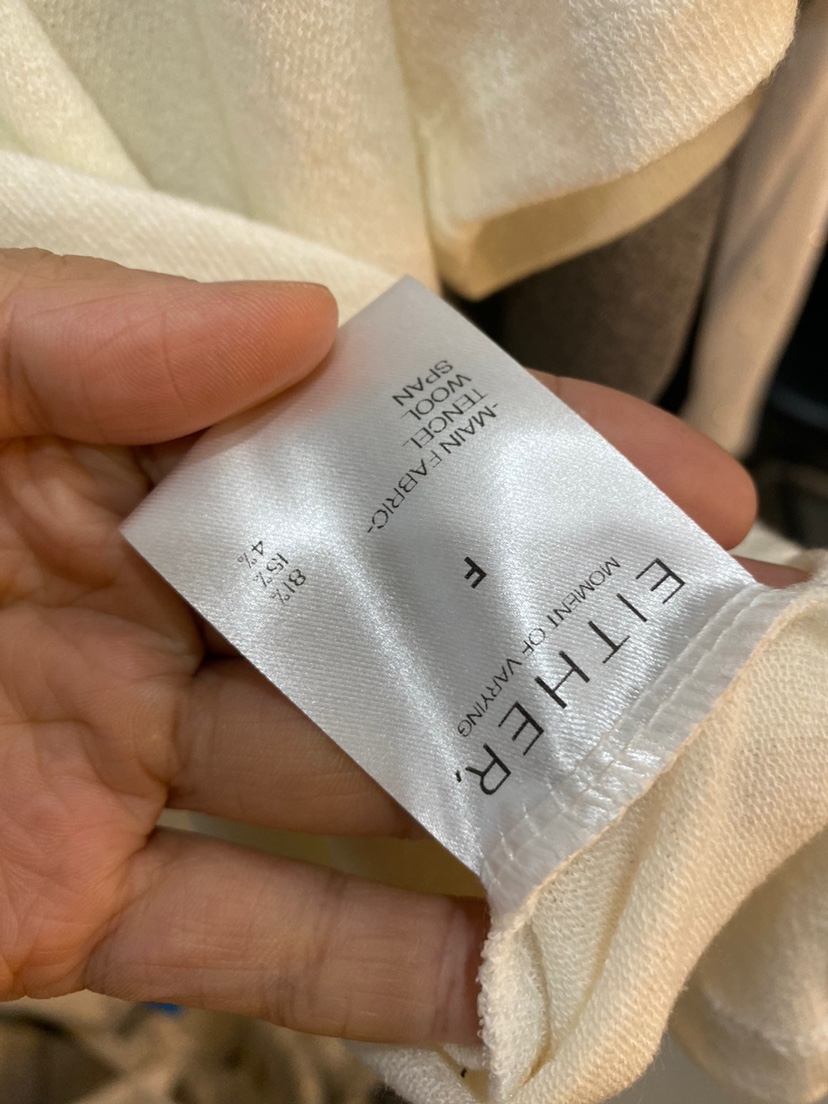 EITHER,
MOMENT OF VARYING
F
-MAIN FABRIC-
TENCEL 81%
WOOL 15%
SPAN 4%